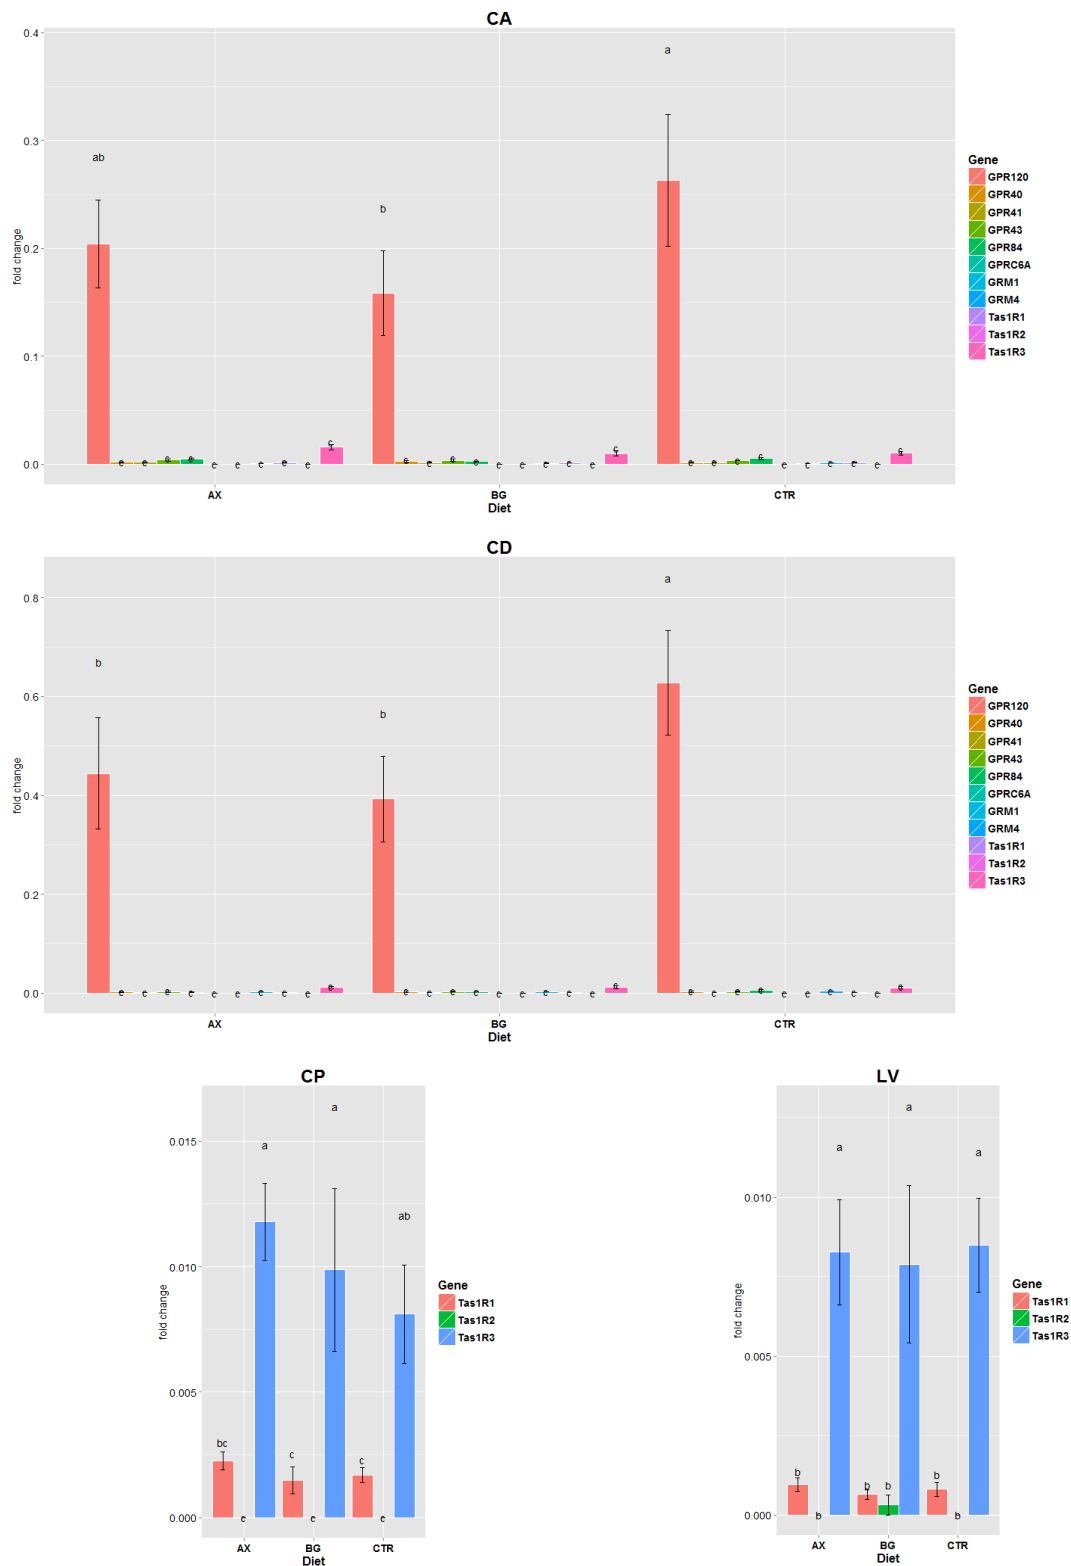 CA
0.4
a
0.3
ab
b
0.2
fold change
0.1
c c c c c c c c c c
c c c c c c c c c c
c c c c c c c c c c
0.0
AX BG CTR
Diet
Gene
GPR120
GPR40
GPR41
GPR43
GPR84
GPRC6A
GRM1
GRM4
Tas1R1
Tas1R2
Tas1R3
CD
a
0.8
b
b
0.6
fold change
0.4
0.2
c c c c c c c c c c
c c c c c c c c c c
c c c c c c c c c c
0.0
AX BG CTR
Diet
Gene
GPR120
GPR40
GPR41
GPR43
GPR84
GPRC6A
GRM1
GRM4
Tas1R1
Tas1R2
Tas1R3
CP
a
0.015
a
ab
0.010
fold change
0.005
bc
c
c
0.000
c c c
AX BG CTR
Diet
Gene
Tas1R1
Tas1R2
Tas1R3
LV
a
a
a
0.010
fold change
0.005
b
b b
b
0.000
b b
AX BG CTR
Diet
Gene
Tas1R1
Tas1R2
Tas1R3